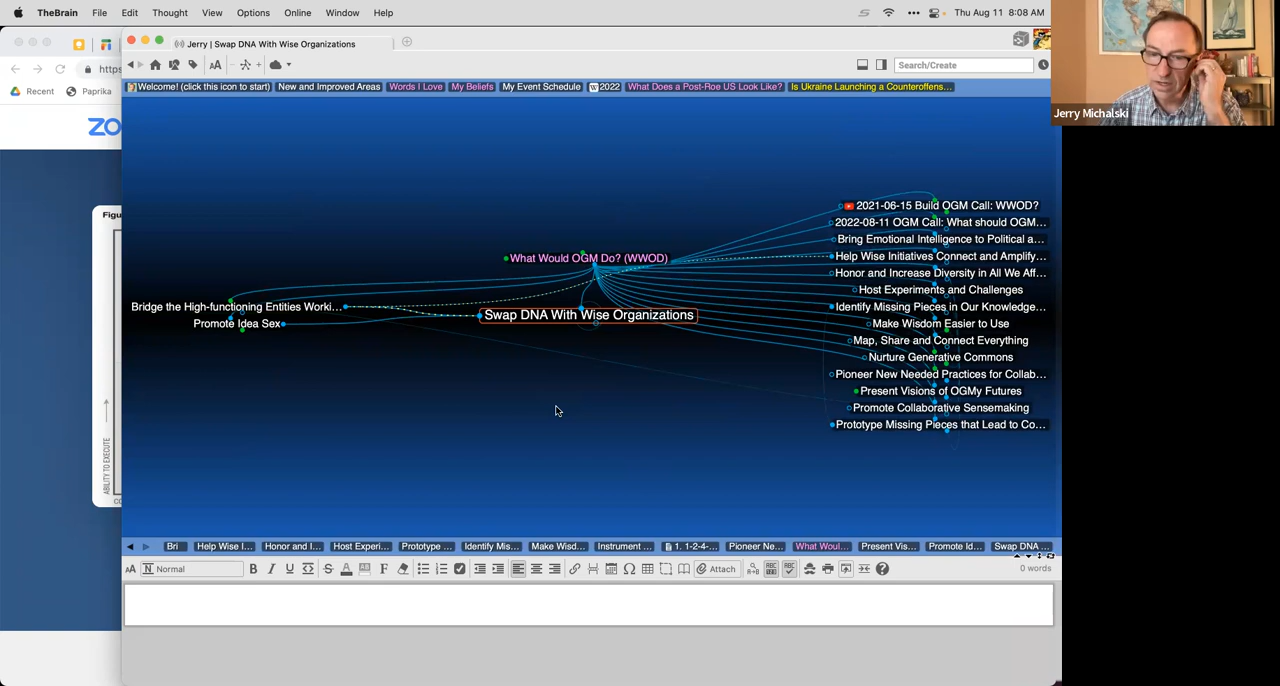 TheBrain File Edit Thought View Options Online Window Help Thu Aug 11 8:08 AM
Jerry | Swap DNA With Wise Organizations
https
Search/Create
Recent Paprika
Welcome! (click this icon to start) New and Improved Areas Words I Love My Beliefs My Event Schedule 2022 What Does a Post-Roe US Look Like? Is Ukraine Launching a Counteroffens...
Jerry Michalski
ZO
Figu
ABILITY TO EXECUTE
CO
2021-06-15 Build OGM Call: WWOD?
2022-08-11 OGM Call: What should OGM...
Bring Emotional Intelligence to Political a...
What Would OGM Do? (WWOD)
Help Wise Initiatives Connect and Amplify...
Honor and Increase Diversity in All We Aff...
Host Experiments and Challenges
Bridge the High-functioning Entities Worki...
Identify Missing Pieces in Our Knowledge...
Swap DNA With Wise Organizations
Promote Idea Sex
Make Wisdom Easier to Use
Map, Share and Connect Everything
Nurture Generative Commons
Pioneer New Needed Practices for Collab...
Present Visions of OGMy Futures
Promote Collaborative Sensemaking
Prototype Missing Pieces that Lead to Co...
Bri Help Wise I... Honor and I... Host Experi... Prototype ... Identify Mis... Make Wisd... Instrument ... 1. 1-2-4-... Pioneer Ne... What Woul... Present Vis... Promote Id... Swap DNA ...
AA N Normal B I U S A F Attach 0 words